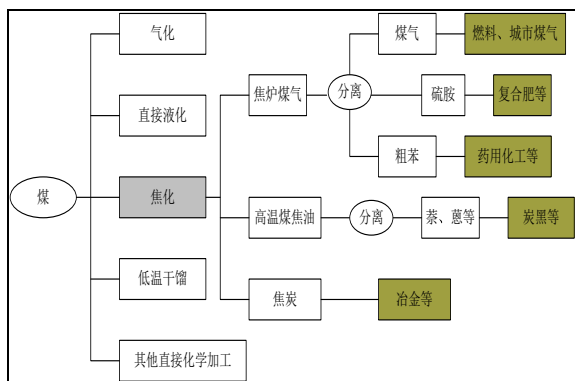 气化
煤气
燃料、城市煤气
直接液化
焦炉煤气
分离
硫胺
复合肥等
粗苯
药用化工等
煤
焦化
高温煤焦油
分离
萘、蒽等
炭黑等
低温干馏
焦炭
冶金等
其他直接化学加工